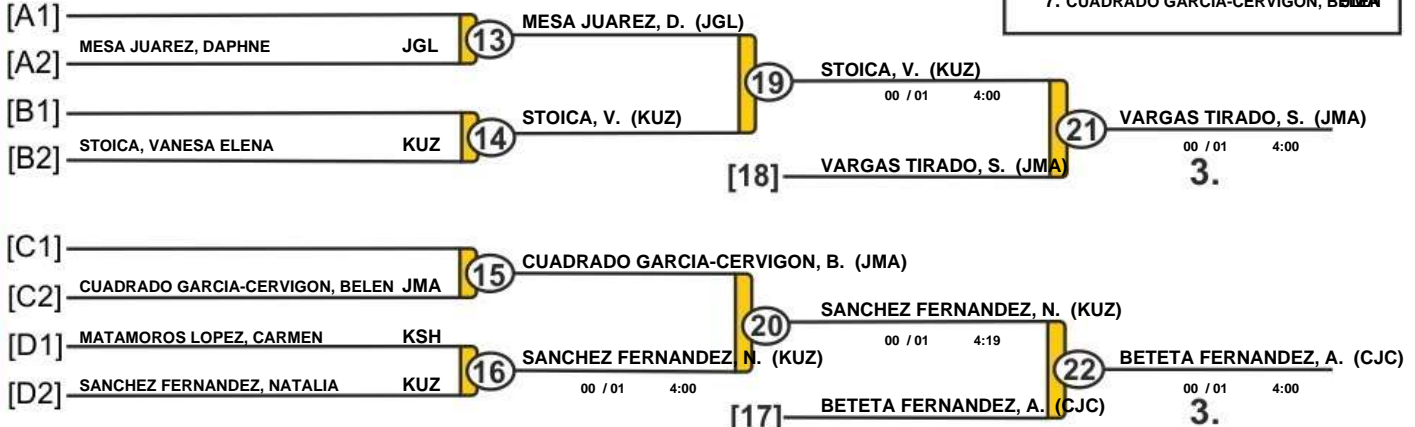 7. CUADRADO GARCIA-CERVIGON, BELEN
[A1]
MESA JUAREZ, DAPHNE JGL
[A2]
13
MESA JUAREZ, D. (JGL)
[B1]
STOICA, VANESA ELENA KUZ
[B2]
14
STOICA, V. (KUZ)
19
STOICA, V. (KUZ)
00 / 01 4:00
[18]
VARGAS TIRADO, S. (JMA)
21
VARGAS TIRADO, S. (JMA)
00 / 01 4:00
3.
[C1]
CUADRADO GARCIA-CERVIGON, BELEN JMA
[C2]
15
CUADRADO GARCIA-CERVIGON, B. (JMA)
[D1]
MATAMOROS LOPEZ, CARMEN KSH
SANCHEZ FERNANDEZ, NATALIA KUZ
[D2]
16
SANCHEZ FERNANDEZ, N. (KUZ)
00 / 01 4:00
20
SANCHEZ FERNANDEZ, N. (KUZ)
00 / 01 4:19
[17]
BETETA FERNANDEZ, A. (CJC)
22
BETETA FERNANDEZ, A. (CJC)
00 / 01 4:00
3.